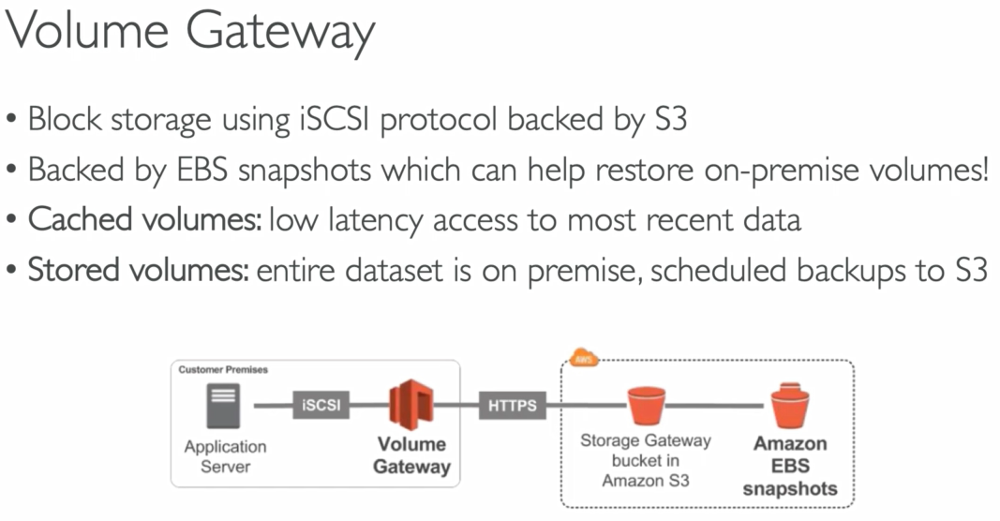 Volume Gateway
• Block storage using iSCSI protocol backed by S3
• Backed by EBS snapshots which can help restore on-premise volumes!
• Cached volumes: low latency access to most recent data
• Stored volumes: entire dataset is on premise, scheduled backups to S3
Customer Premises
AWS
iSCSI
HTTPS
Application
Server
Volume
Gateway
Storage Gateway
bucket in
Amazon S3
Amazon
EBS
snapshots